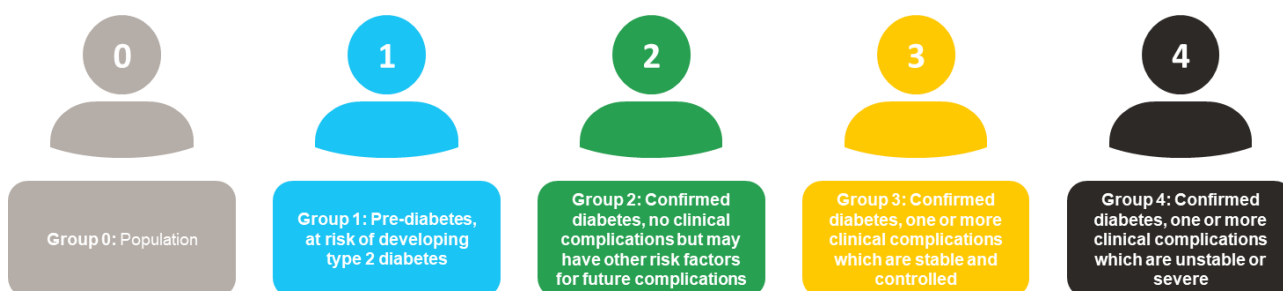 0
1
2
3
4
Group 0: Population
Group 1: Pre-diabetes,
at risk of developing
type 2 diabetes
Group 2: Confirmed
diabetes, no clinical
complications but may
have other risk factors
for future complications
Group 3: Confirmed
diabetes, one or more
clinical complications
which are stable and
controlled
Group 4: Confirmed
diabetes, one or more
clinical complications
which are unstable or
severe